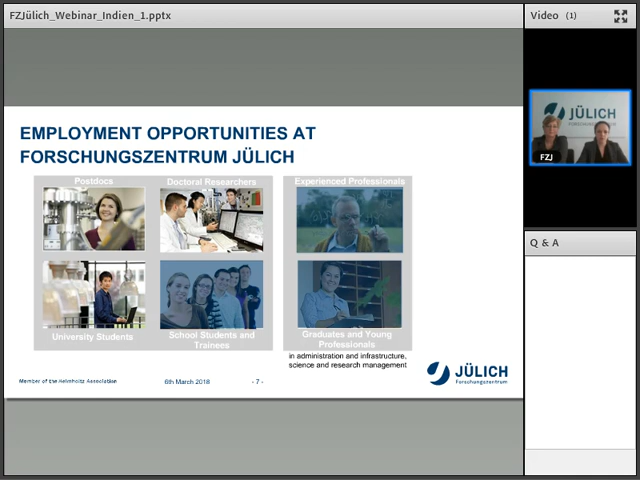 FZJülich_Webinar_Indien_1.pptx
Video (1)
JÜLICH
FZJ
Q & A
EMPLOYMENT OPPORTUNITIES AT
FORSCHUNGSZENTRUM JÜLICH
Postdocs
Doctoral Researchers
Experienced Professionals
University Students
School Students and
Trainees
Graduates and Young
Professionals
in administration and infrastructure,
science and research management
Member of the Helmholtz Association
6th March 2018
- 7 -
JÜLICH
Forschungszentrum